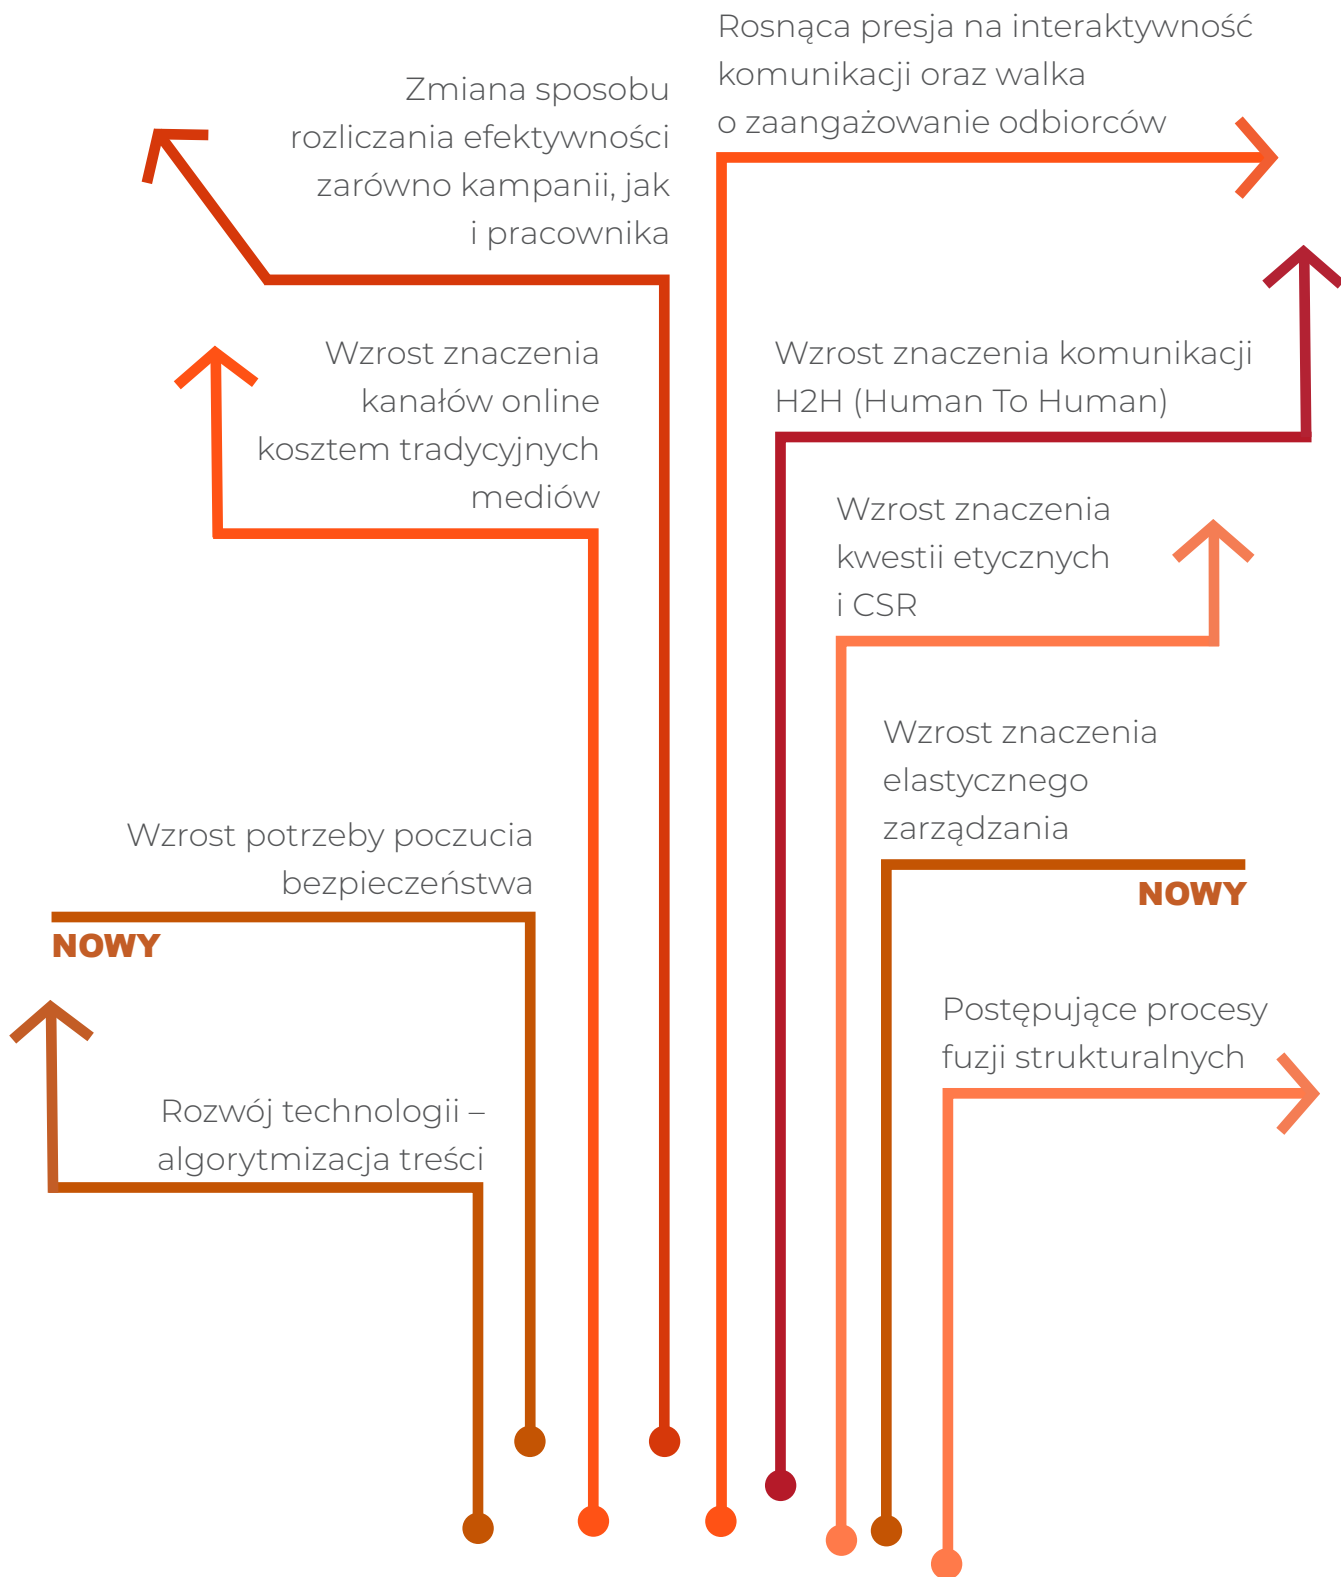 Zmiana sposobu
rozliczania efektywności
zarówno kampanii, jak
i pracownika
Rosnąca presja na interaktywność
komunikacji oraz walka
o zaangażowanie odbiorców
Wzrost znaczenia
kanałów online
kosztem tradycyjnych
mediów
Wzrost znaczenia komunikacji
H2H (Human To Human)
Wzrost znaczenia
kwestii etycznych
i CSR
Wzrost znaczenia
elastycznego
zarządzania
NOWY
Wzrost potrzeby poczucia
bezpieczeństwa
NOWY
Postępujące procesy
fuzji strukturalnych
Rozwój technologii –
algorytmizacja treści